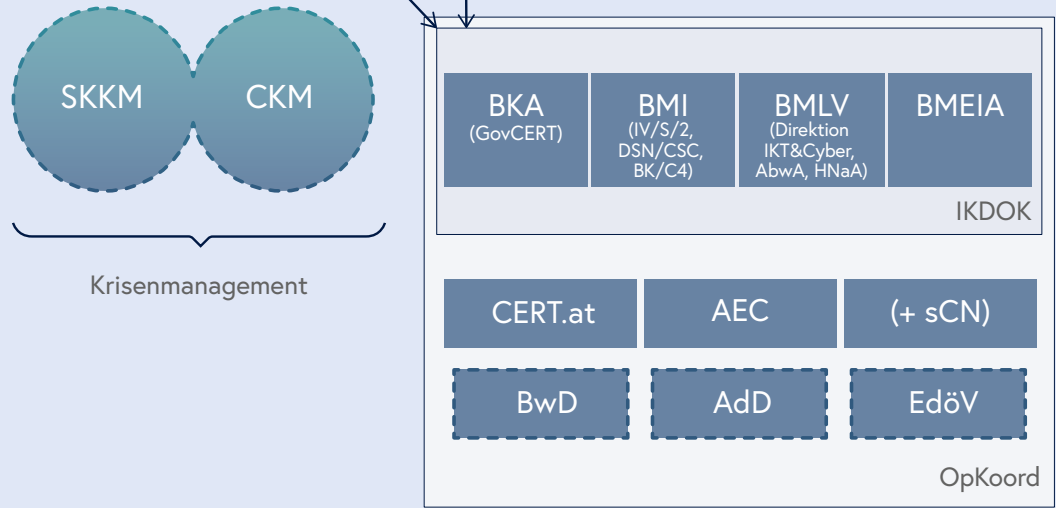 SKKM
CKM
Krisenmanagement
BKA
(GovCERT)
BMI
(IV/S/2,
DSN/CSC,
BK/C4)
BMLV
(Direktion
IKT&Cyber,
AbwA, HNaA)
BMEIA
IKDOK
CERT.at
AEC
(+ sCN)
BwD
AdD
EdöV
OpKoord